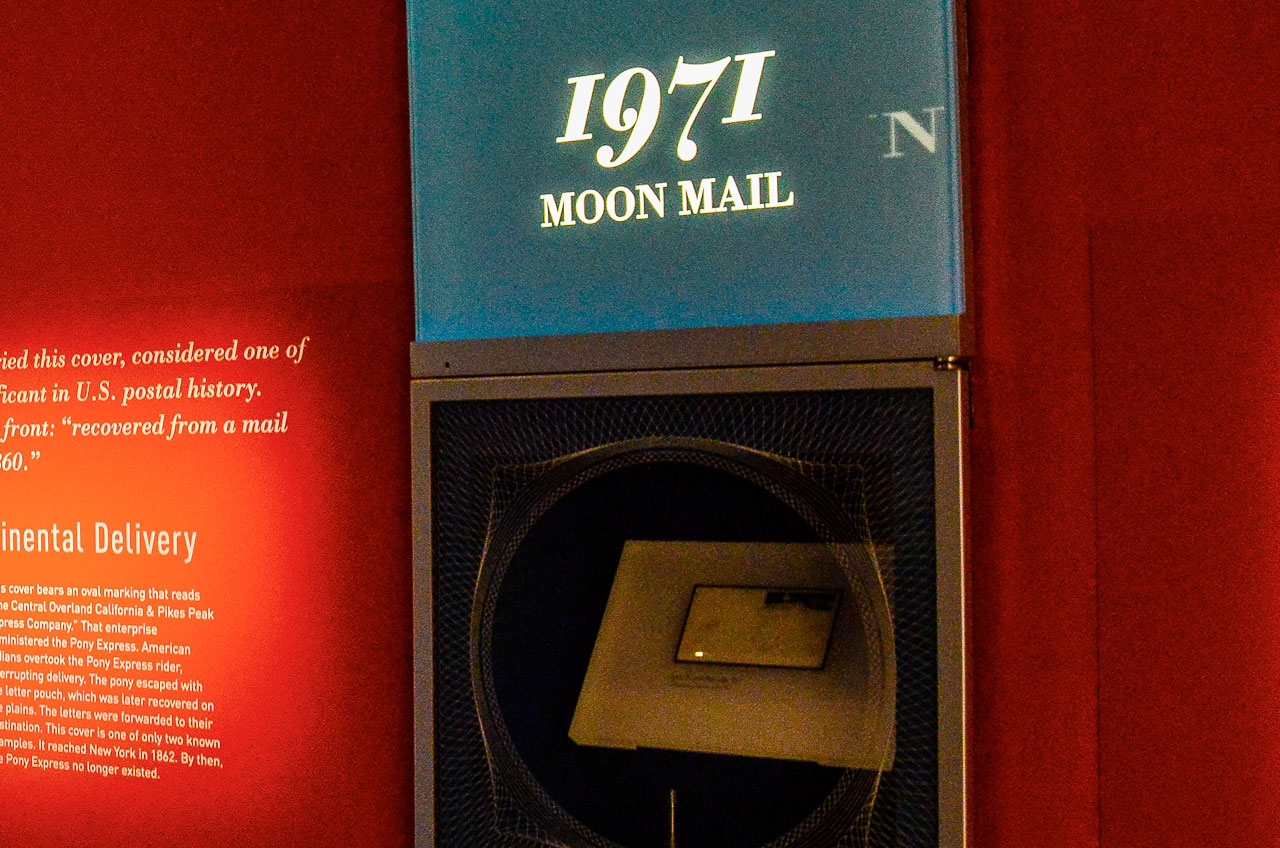 1971
MOON MAIL
N
ried this cover, considered one of
ficant in U.S. postal history.
front: “recovered from a mail
360.”
inental Delivery
s cover bears an oval marking that reads
he Central Overland California & Pikes Peak
press Company.” That enterprise
ministered the Pony Express. American
dians overtook the Pony Express rider,
errupting delivery. The pony escaped with
e letter pouch, which was later recovered on
e plains. The letters were forwarded to their
stination. This cover is one of only two known
amples. It reached New York in 1862. By then,
e Pony Express no longer existed.